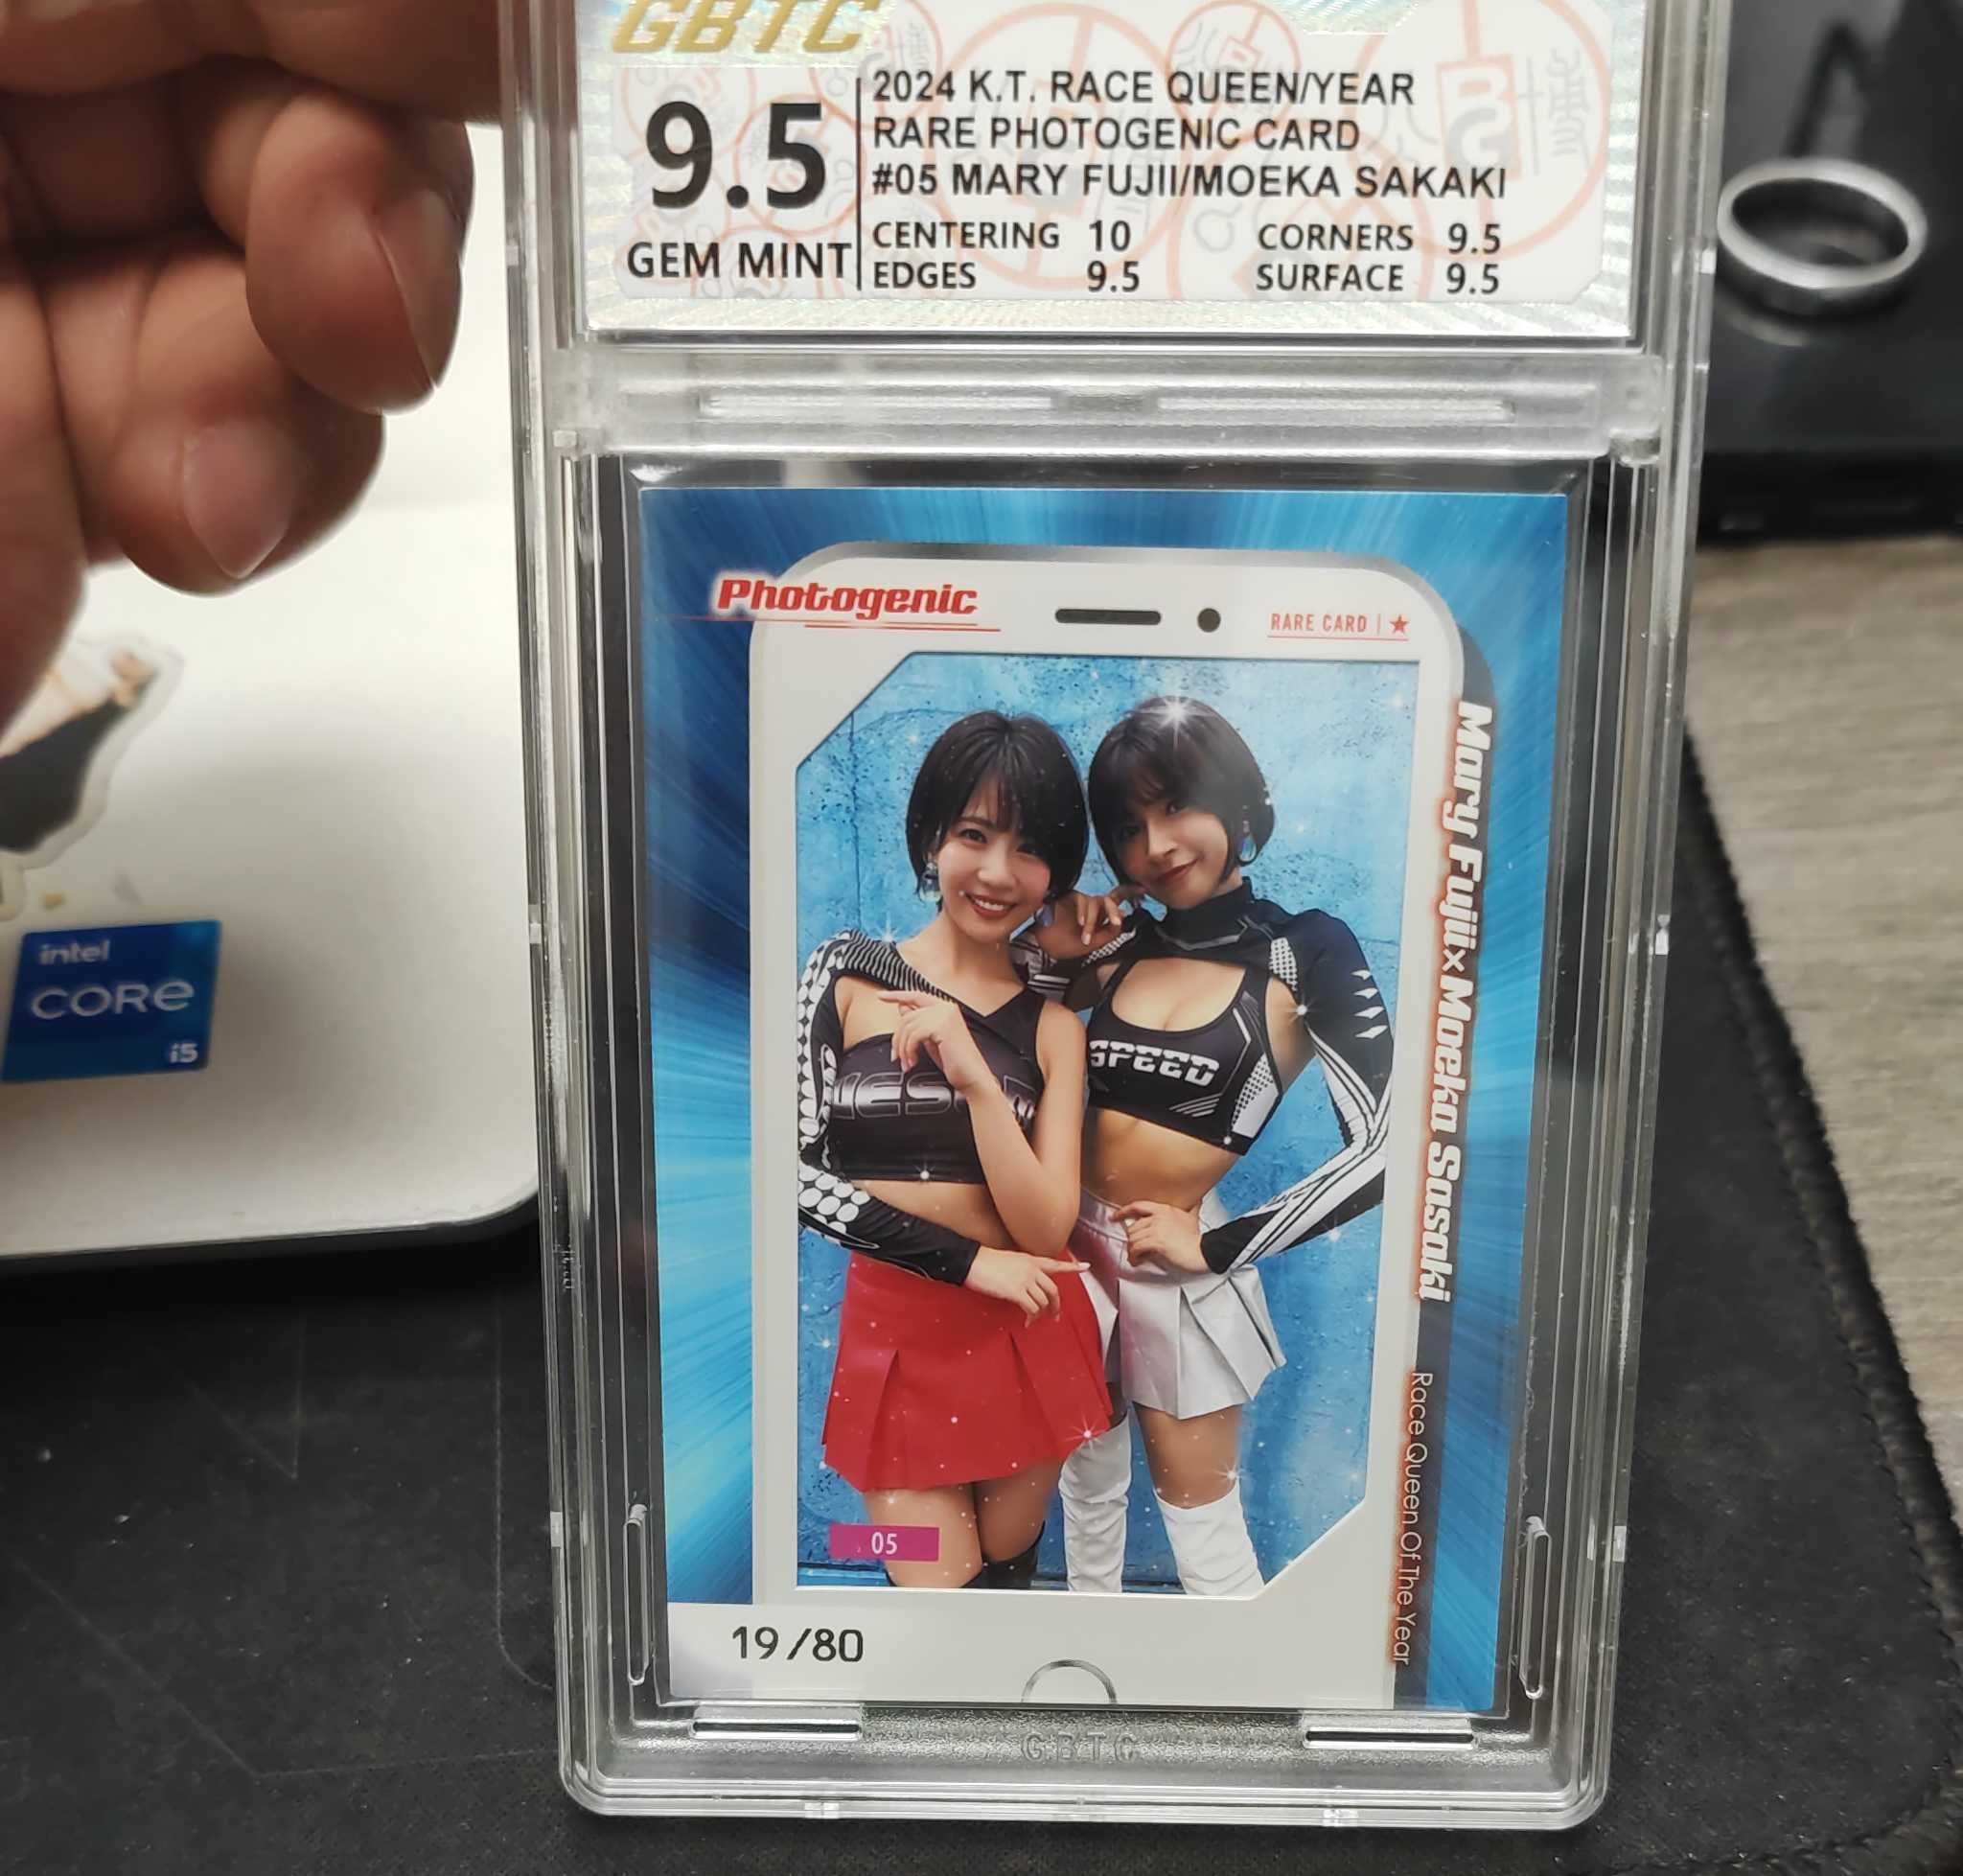 GBTC
9.5
GEM MINT
2024 K.T. RACE QUEEN/YEAR
RARE PHOTOGENIC CARD
#05 MARY FUJII/MOEKA SAKAKI
CENTERING 10 CORNERS 9.5
EDGES 9.5 SURFACE 9.5
Photogenic
RARE CARD
Mary Fujii×Moeka Sasaki
Race Queen Of The Year
SPEED
05
19/80
GBTC
intel
CORe
i5